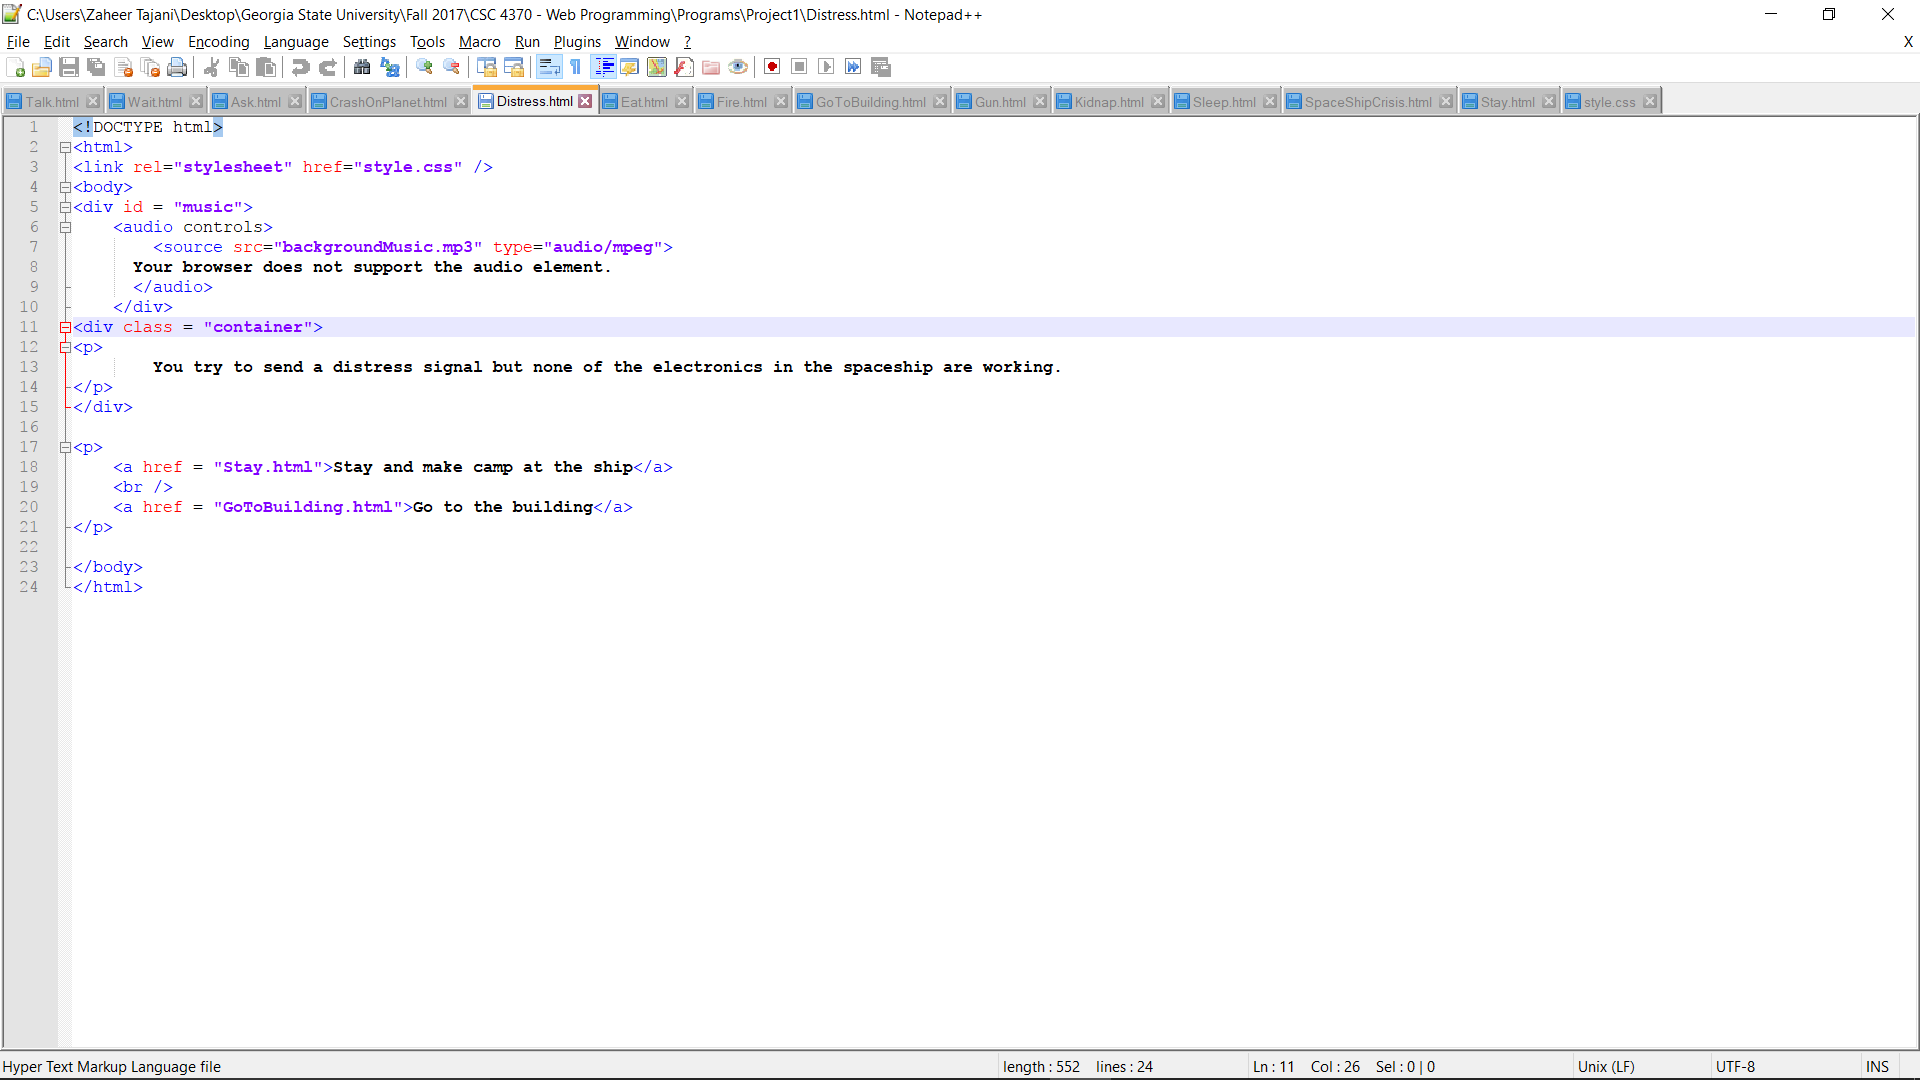 C:\Users\Zaheer Tajani\Desktop\Georgia State University\Fall 2017\CSC 4370 - Web Programming\Programs\Project1\Distress.html - Notepad++
File Edit Search View Encoding Language Settings Tools Macro Run Plugins Window ? X
Talk.html Wait.html Ask.html CrashOnPlanet.html Distress.html Eat.html Fire.html GoToBuilding.html Gun.html Kidnap.html Sleep.html SpaceShipCrisis.html Stay.html style.css
1 <!DOCTYPE html>
2 <html>
3 <link rel="stylesheet" href="style.css" />
4 <body>
5 <div id = "music">
6 <audio controls>
7 <source src="backgroundMusic.mp3" type="audio/mpeg">
8 Your browser does not support the audio element.
9 </audio>
10 </div>
11 <div class = "container">
12 <p>
13 You try to send a distress signal but none of the electronics in the spaceship are working.
14 </p>
15 </div>
16
17 <p>
18 <a href = "Stay.html">Stay and make camp at the ship</a>
19 <br />
20 <a href = "GoToBuilding.html">Go to the building</a>
21 </p>
22
23 </body>
24 </html>
Hyper Text Markup Language file length : 552 lines : 24 Ln : 11 Col : 26 Sel : 0 | 0 Unix (LF) UTF-8 INS